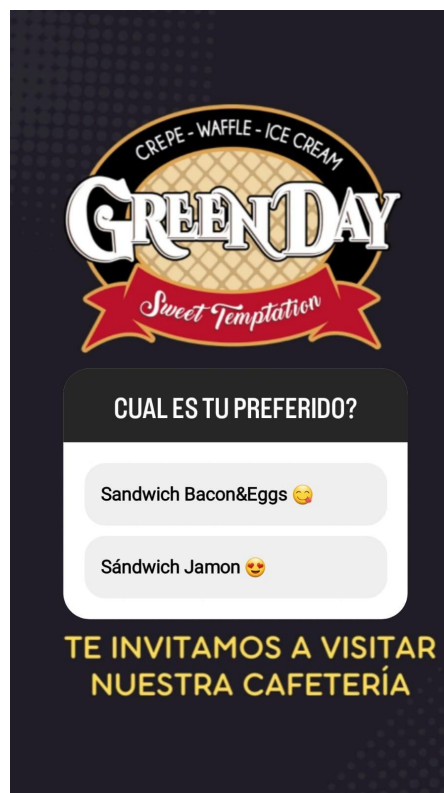 CREPE - WAFFLE - ICE CREAM
GREEN DAY
Sweet Temptation
CUAL ES TU PREFERIDO?
Sandwich Bacon&Eggs 😋
Sándwich Jamon 😍
TE INVITAMOS A VISITAR
NUESTRA CAFETERÍA